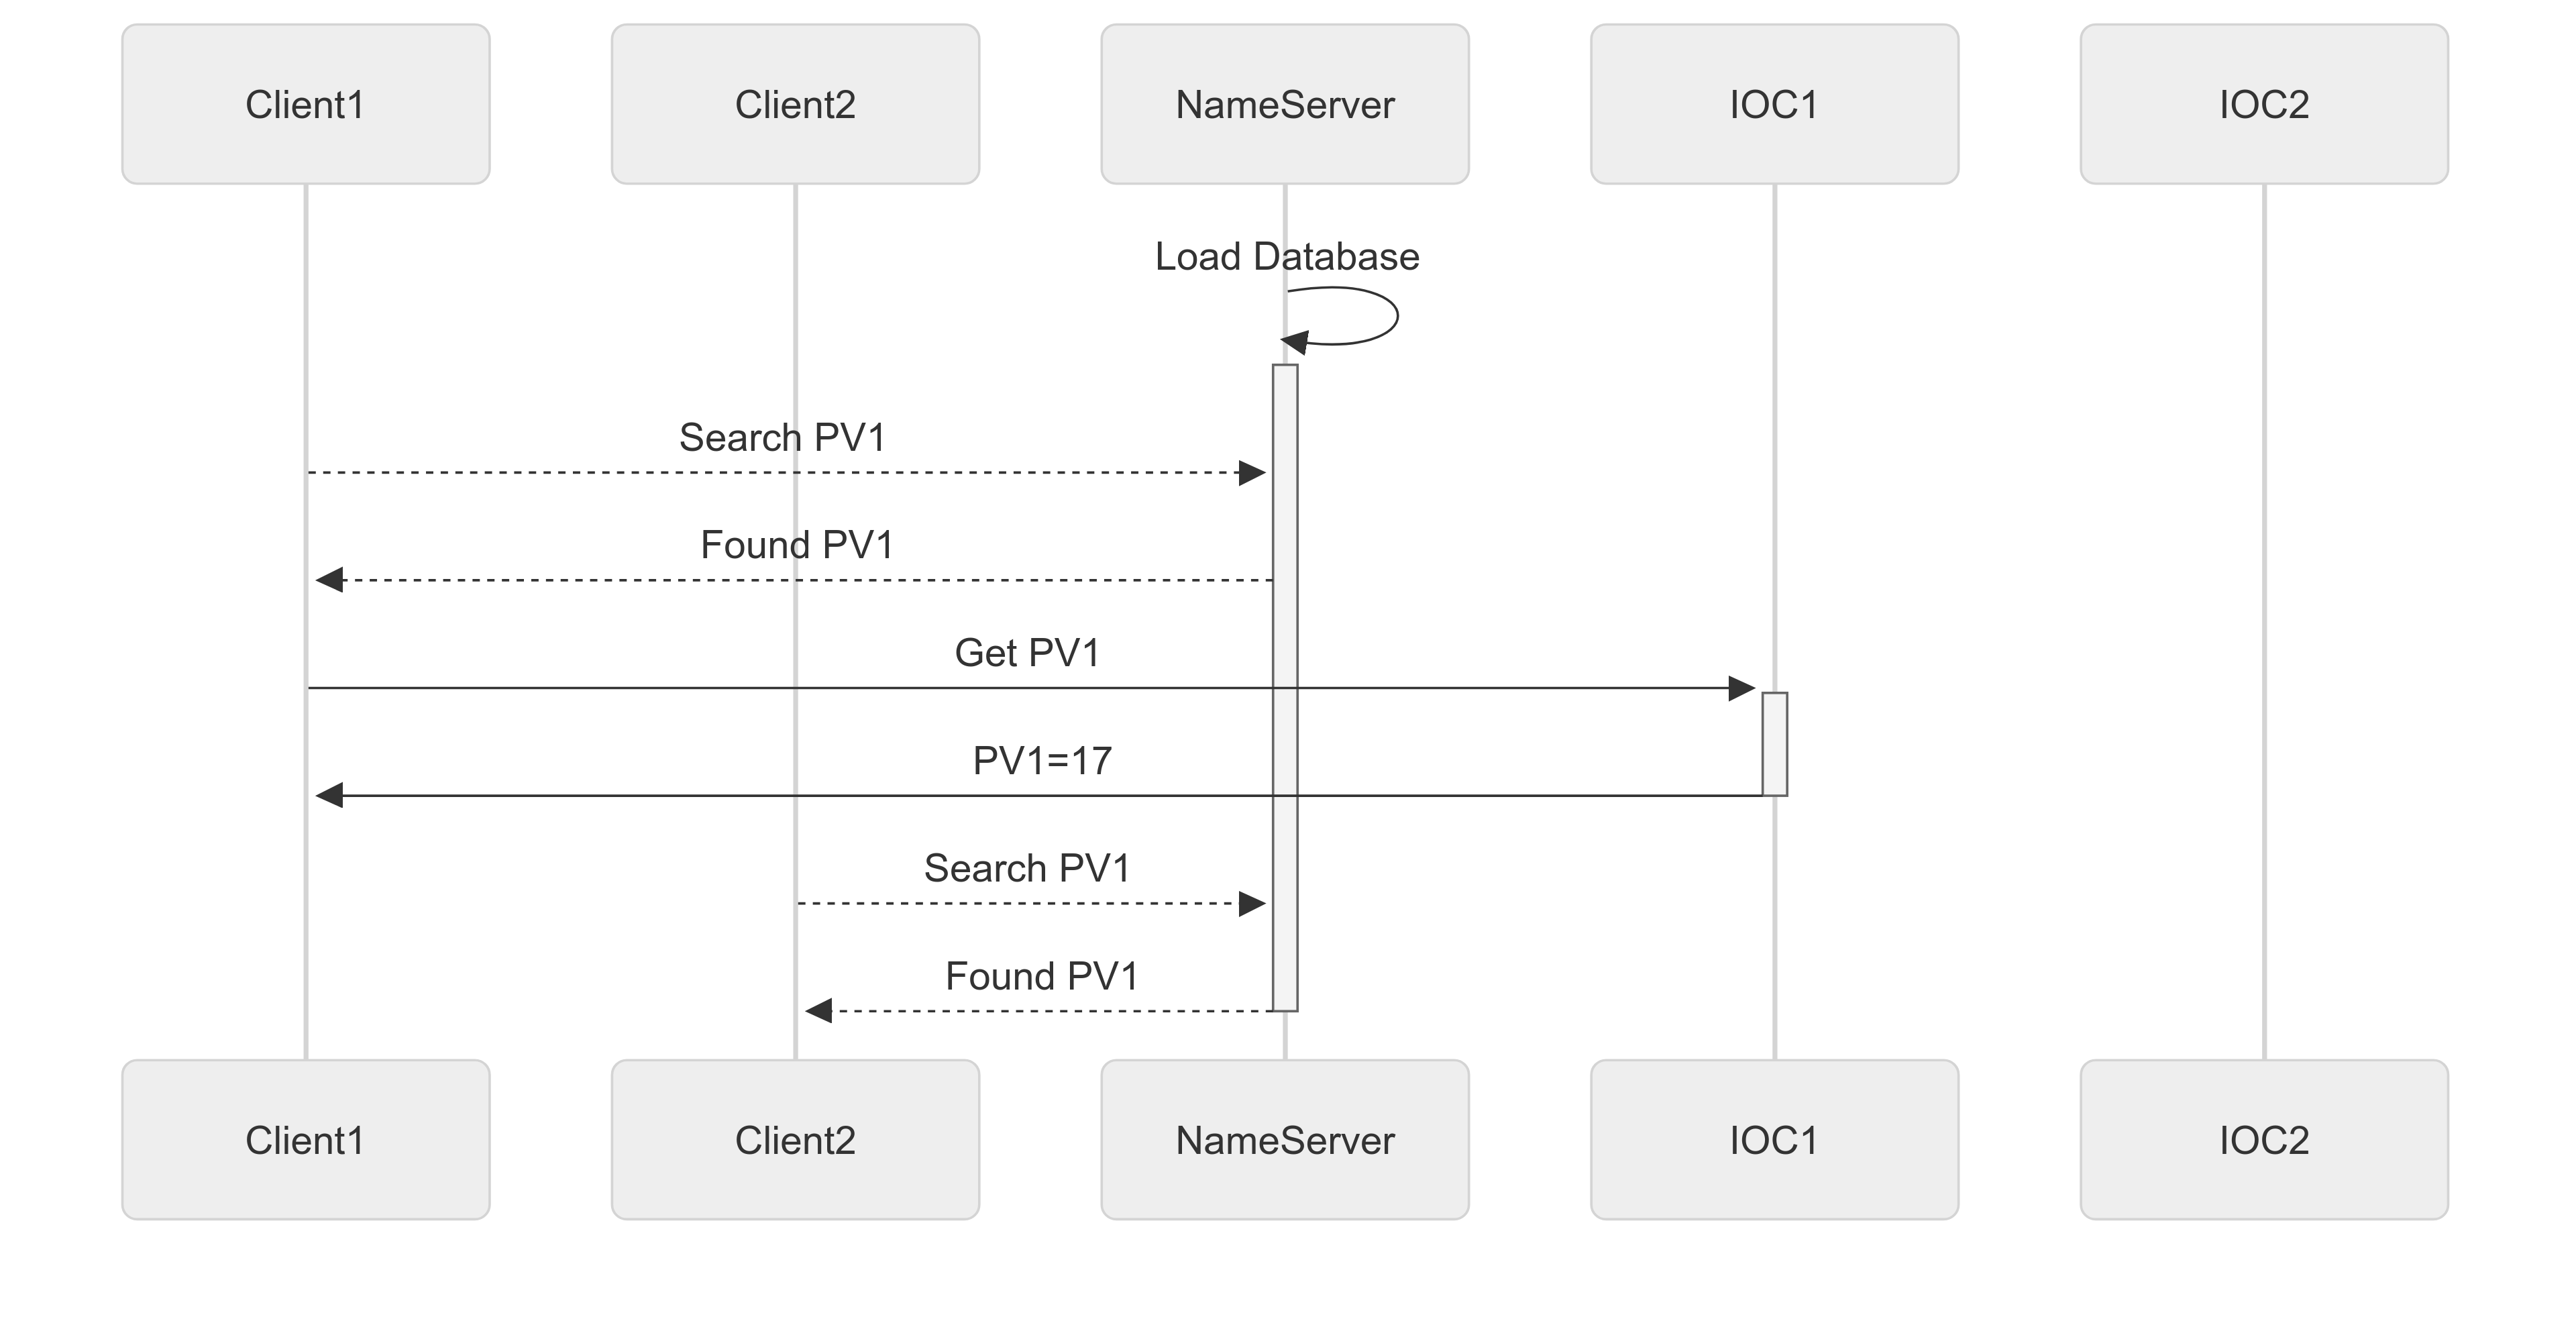 Client1
Client2
NameServer
IOC1
IOC2
Load Database
Search PV1
Found PV1
Get PV1
PV1=17
Search PV1
Found PV1
Client1
Client2
NameServer
IOC1
IOC2